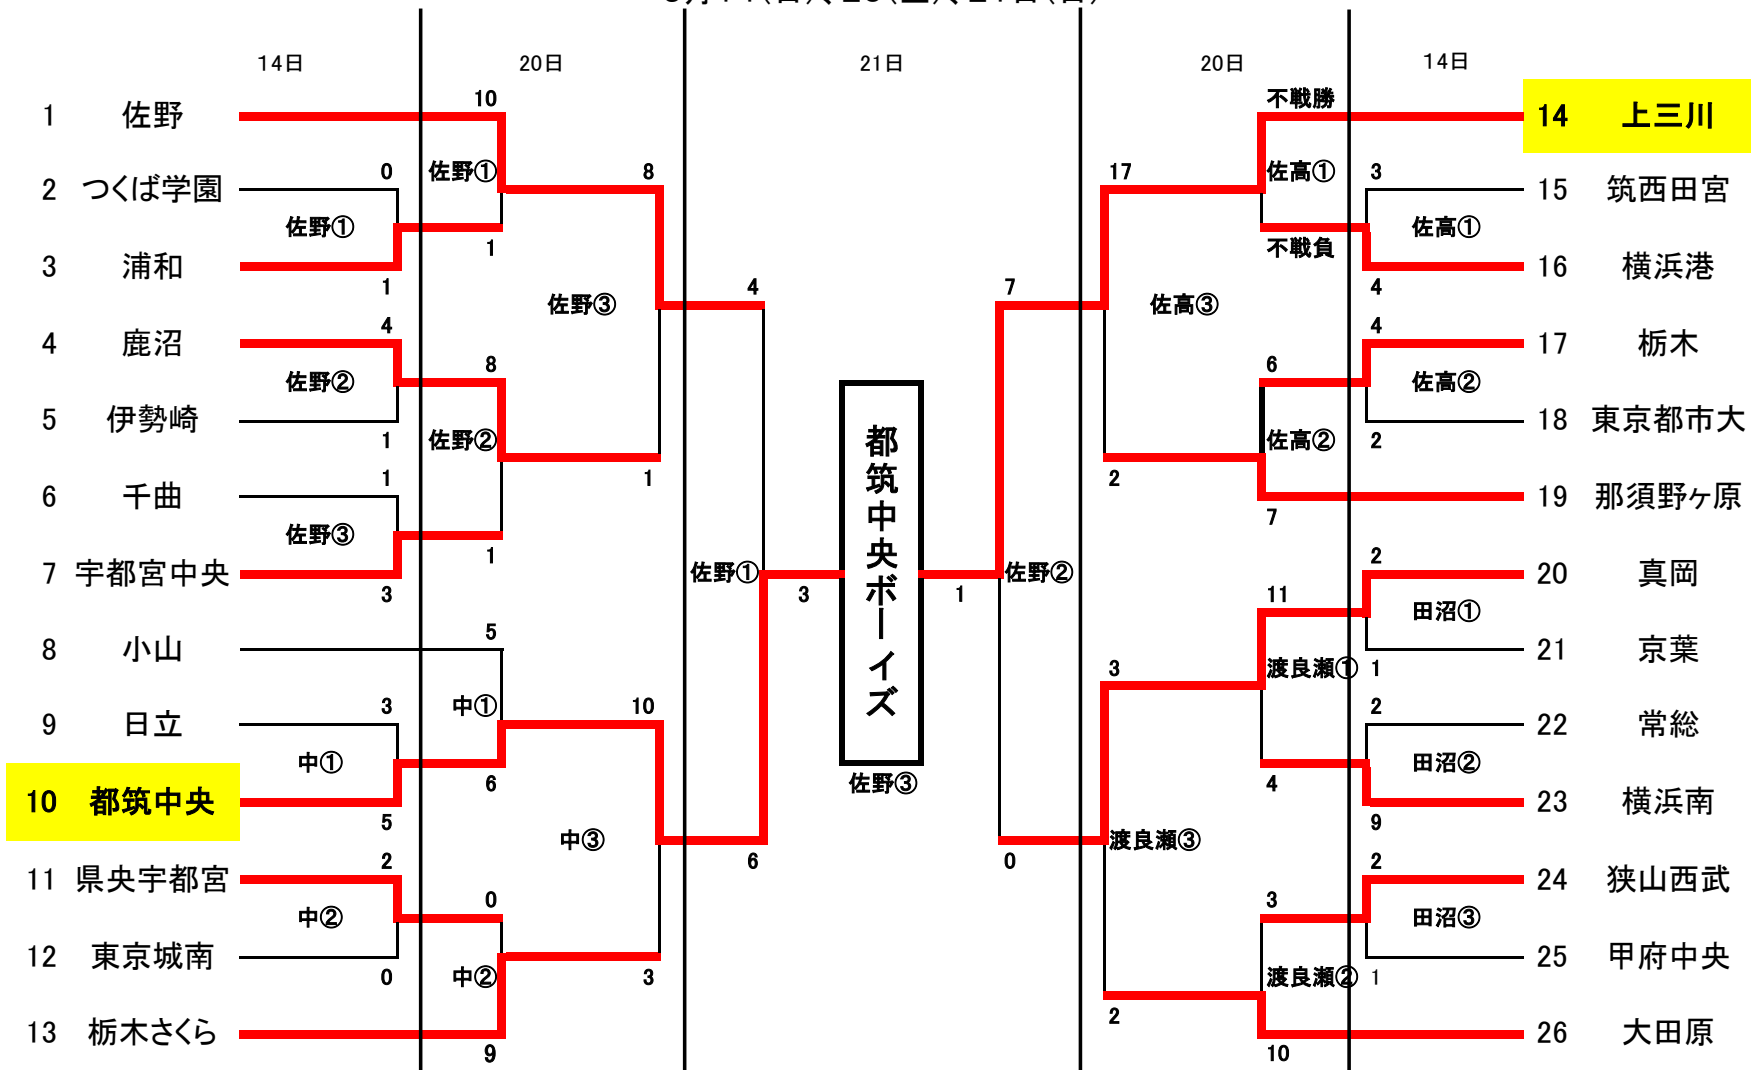 14日
20日
21日
20日
14日
1 佐野
2 つくば学園
3 浦和
4 鹿沼
5 伊勢崎
6 千曲
7 宇都宮中央
8 小山
9 日立
10 都筑中央
11 県央宇都宮
12 東京城南
13 栃木さくら
0
佐野①
1
4
佐野②
1
1
佐野③
3
3
中①
5
2
中②
0
10
佐野①
1
8
佐野②
1
5
中①
6
0
中②
9
8
佐野③
1
10
中③
3
4
佐野①
6
3
都筑中央ボーイズ
佐野③
1
7
佐野②
0
17
佐高③
2
3
渡良瀬③
2
不戦勝
佐高①
不戦負
6
佐高②
7
11
渡良瀬①
4
3
渡良瀬②
10
3
佐高①
4
4
佐高②
2
2
田沼①
1
2
田沼②
9
2
田沼③
1
14 上三川
15 筑西田宮
16 横浜港
17 栃木
18 東京都市大
19 那須野ヶ原
20 真岡
21 京葉
22 常総
23 横浜南
24 狭山西武
25 甲府中央
26 大田原